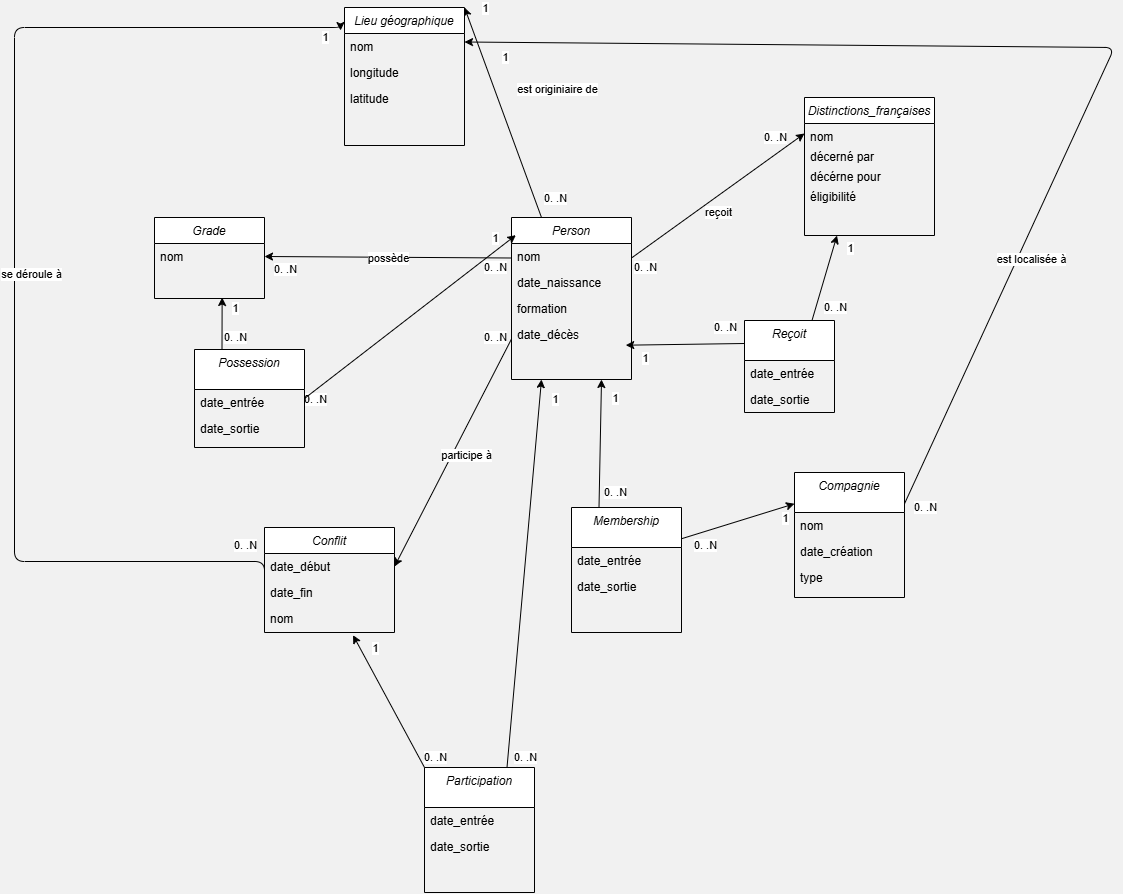 Lieu géographique
nom
longitude
latitude
1
1
1
est originiaire de
Distinctions_françaises
nom
décerné par
décérne pour
éligibilité
0. .N
reçoit
0. .N
Grade
nom
Person
nom
date_naissance
formation
date_décès
1
possède
0. .N
0. .N
0. .N
se déroule à
est localisée à
1
0. .N
1
0. .N
Possession
date_entrée
date_sortie
0. .N
0. .N
1
0. .N
Reçoit
date_entrée
date_sortie
1
1
participe à
Compagnie
nom
date_création
type
0. .N
0. .N
Membership
date_entrée
date_sortie
0. .N
1
0. .N
Conflit
date_début
date_fin
nom
1
0. .N
0. .N
Participation
date_entrée
date_sortie